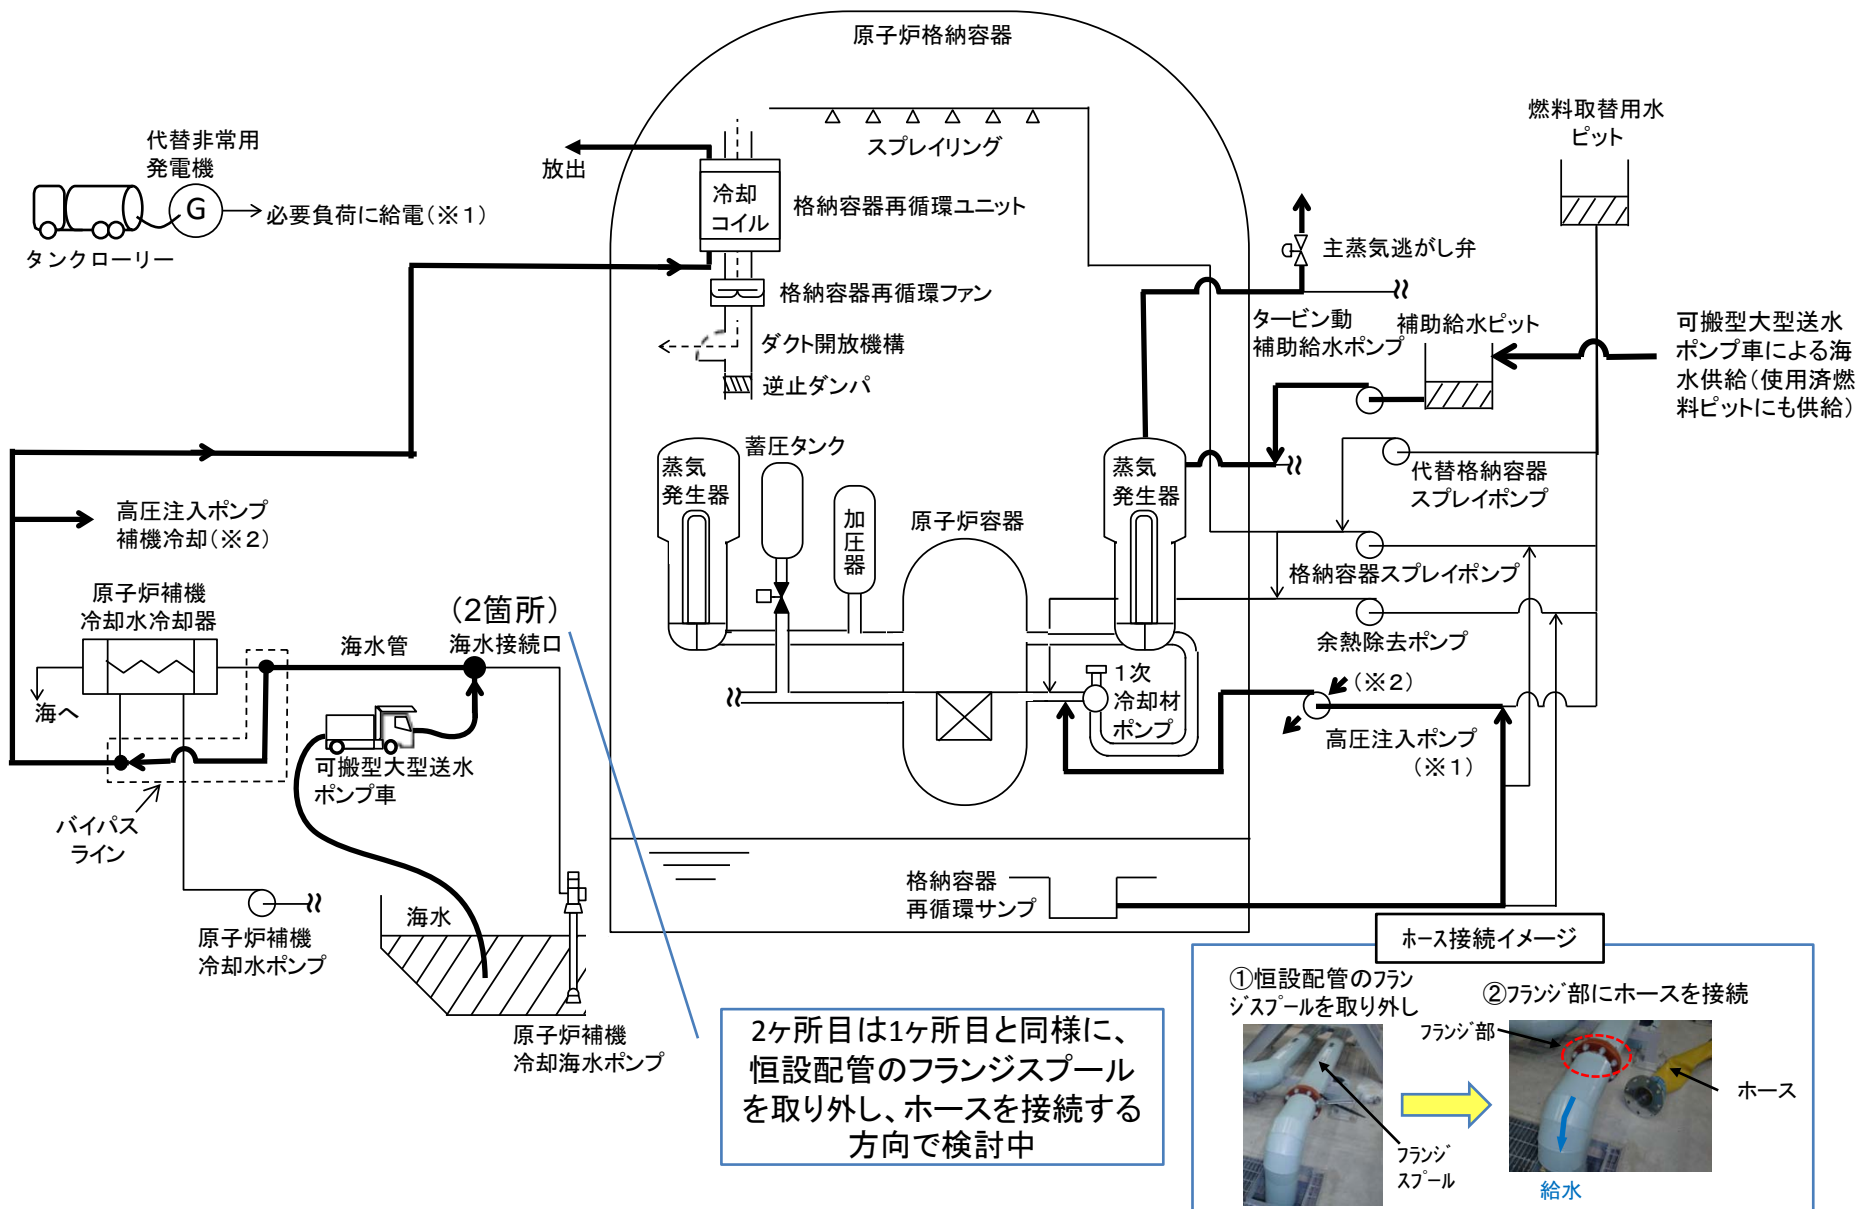 原子炉格納容器
燃料取替用水
ピット
代替非常用
発電機
G
必要負荷に給電(※1)
タンクローリー
放出
スプレイリング
冷却
コイル
格納容器再循環ユニット
格納容器再循環ファン
ダクト開放機構
逆止ダンパ
主蒸気逃がし弁
タービン動
補助給水ポンプ
補助給水ピット
可搬型大型送水
ポンプ車による海
水供給(使用済燃
料ピットにも供給)
蓄圧タンク
蒸気
発生器
加
圧
器
原子炉容器
蒸気
発生器
代替格納容器
スプレイポンプ
格納容器スプレイポンプ
余熱除去ポンプ
高圧注入ポンプ
補機冷却(※2)
原子炉補機
冷却水冷却器
(2箇所)
海水接続口
海水管
海へ
可搬型大型送水
ポンプ車
バイパス
ライン
1次
冷却材
ポンプ
(※2)
高圧注入ポンプ
(※1)
海水
原子炉補機
冷却水ポンプ
原子炉補機
冷却海水ポンプ
格納容器
再循環サンプ
2ヶ所目は1ヶ所目と同様に、
恒設配管のフランジスプール
を取り外し、ホースを接続する
方向で検討中
ホース接続イメージ
①恒設配管のフラン
ジスプールを取り外し
②フランジ部にホースを接続
フランジ部
ホース
フランジ
スプール
給水